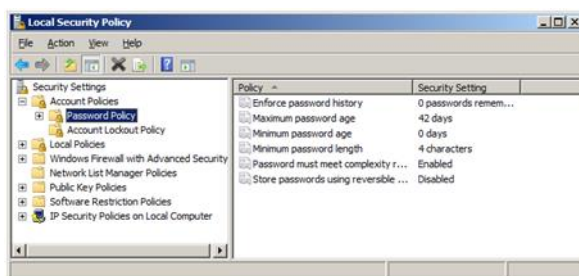 Local Security Policy
File Action View Help
Security Settings
Account Policies
Password Policy
Account Lockout Policy
Local Policies
Windows Firewall with Advanced Security
Network List Manager Policies
Public Key Policies
Software Restriction Policies
IP Security Policies on Local Computer
Policy Security Setting
Enforce password history 0 passwords remem...
Maximum password age 42 days
Minimum password age 0 days
Minimum password length 4 characters
Password must meet complexity r... Enabled
Store passwords using reversible ... Disabled